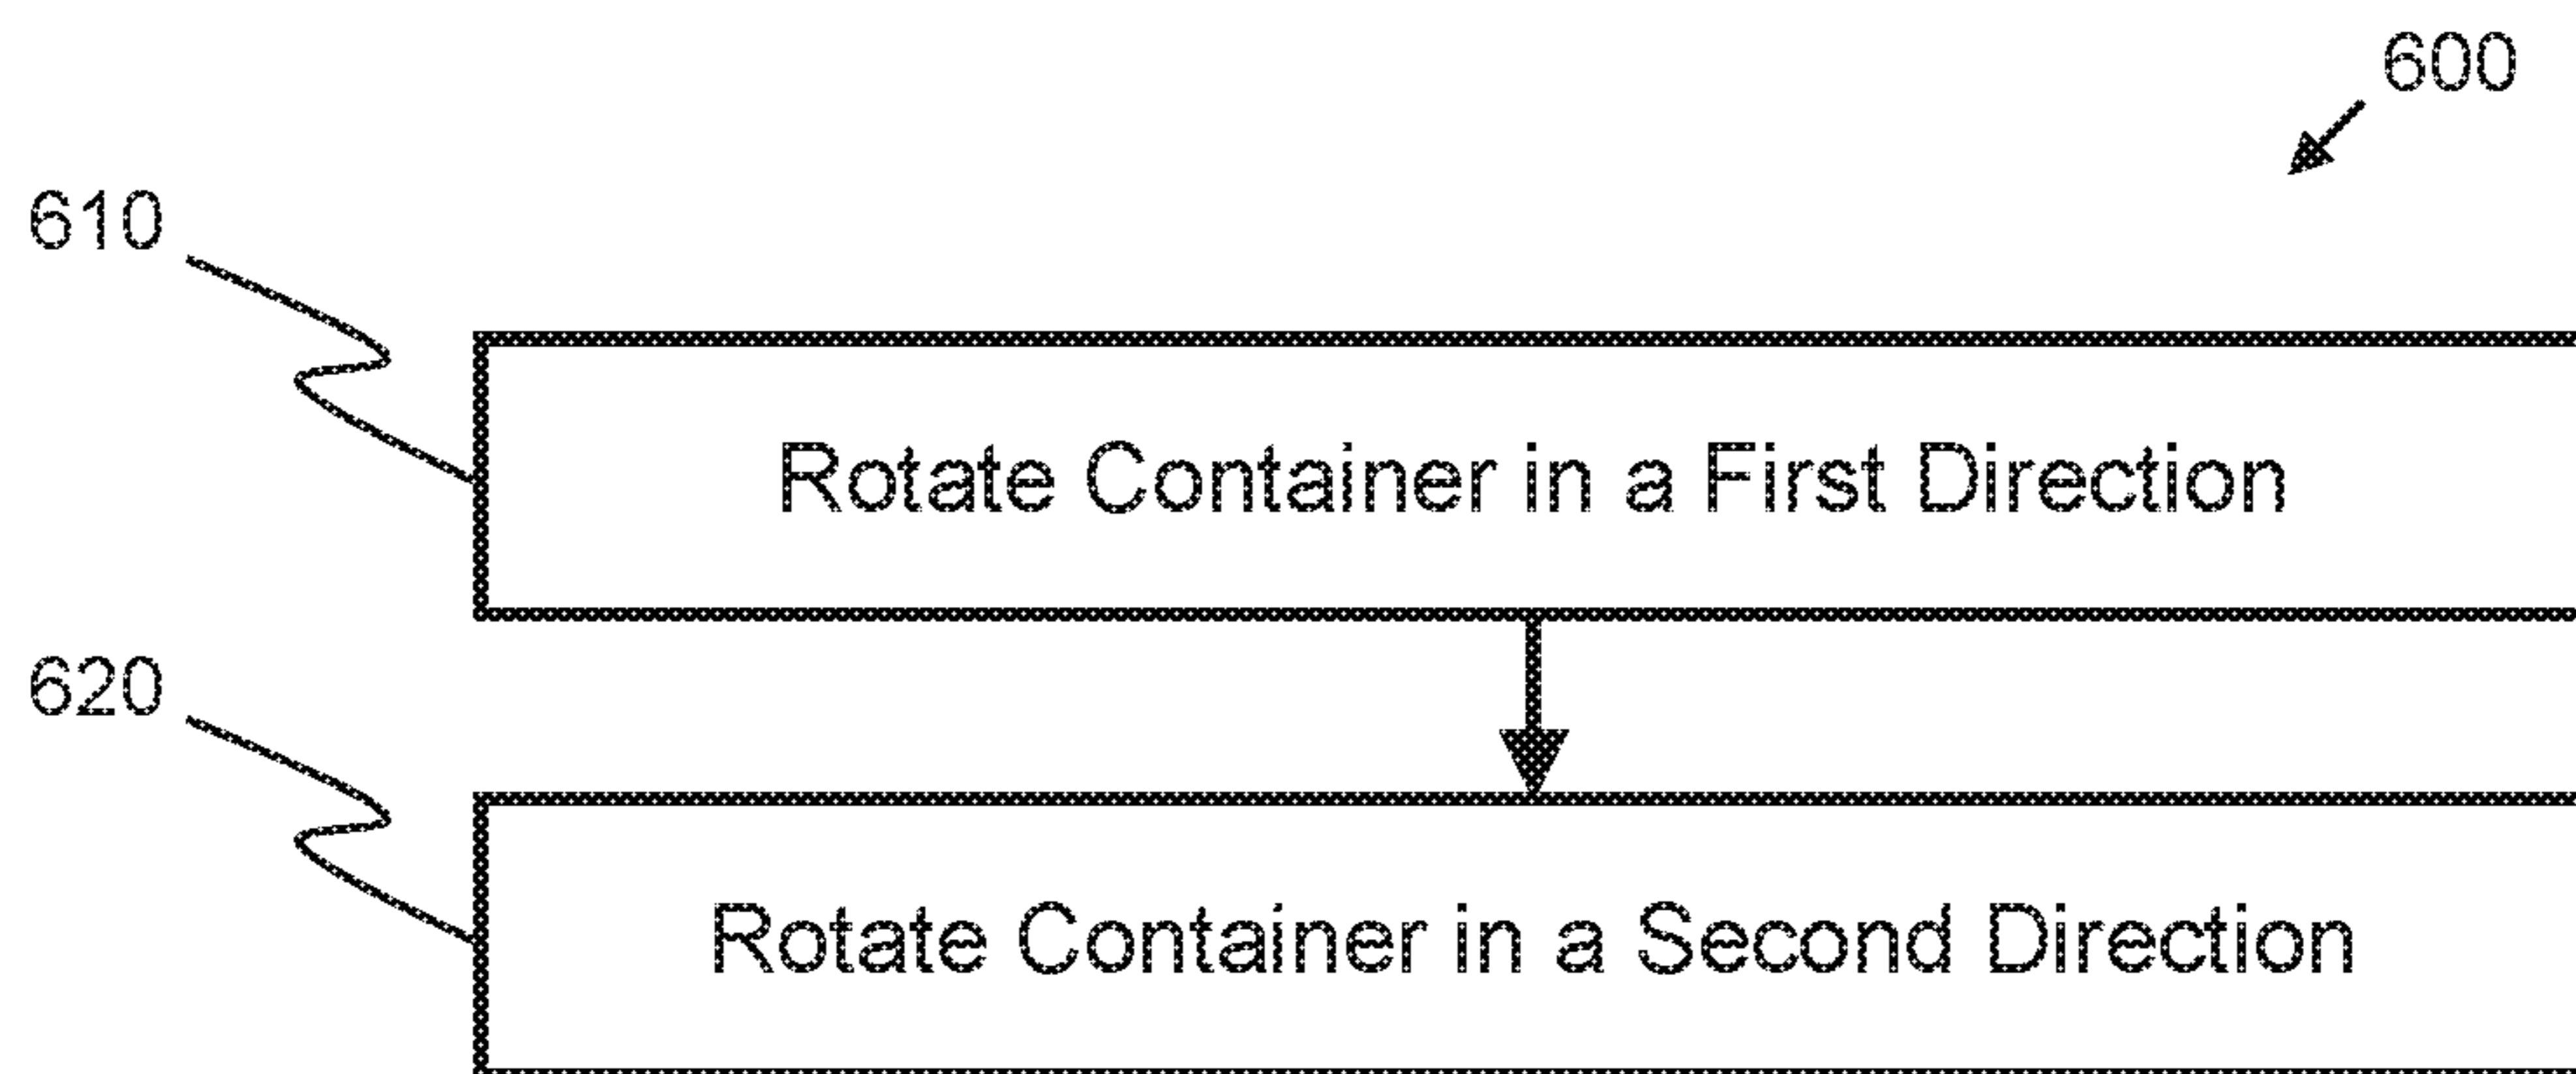 600
610
Rotate Container in a First Direction
620
Rotate Container in a Second Direction